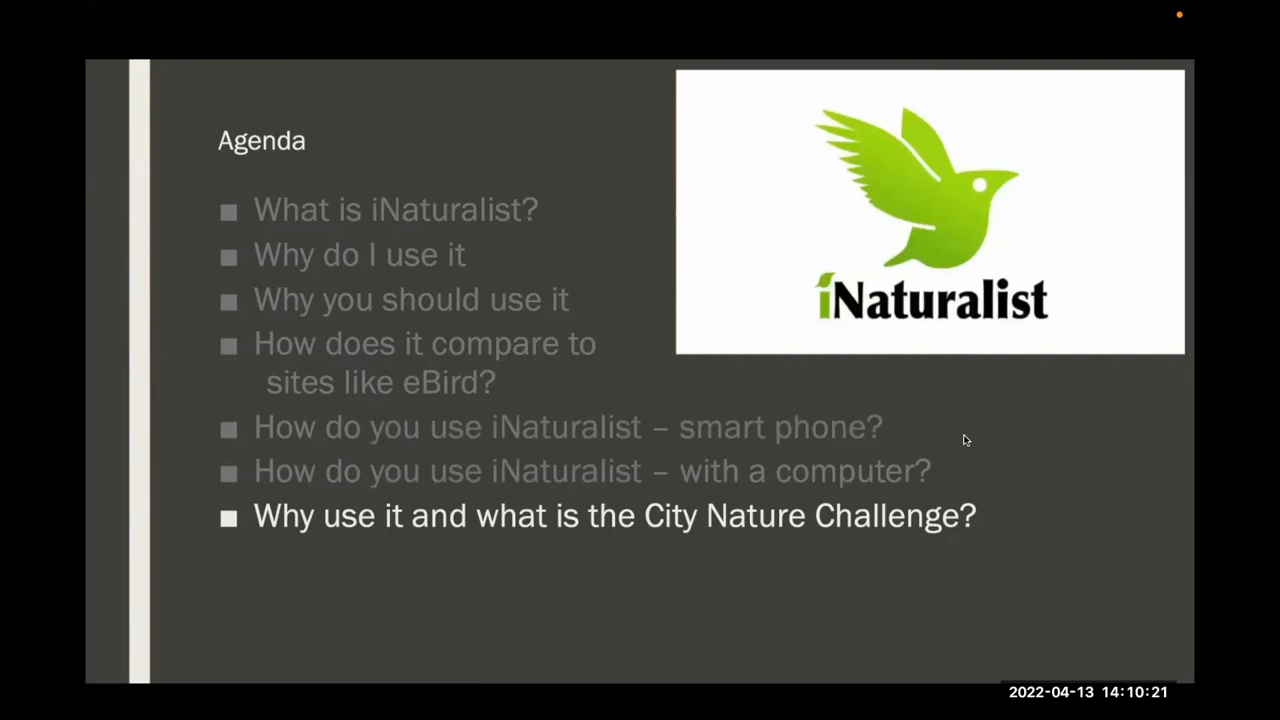 Agenda
What is iNaturalist?
Why do I use it
Why you should use it
How does it compare to
sites like eBird?
How do you use iNaturalist – smart phone?
How do you use iNaturalist – with a computer?
Why use it and what is the City Nature Challenge?
iNaturalist
2022-04-13 14:10:21